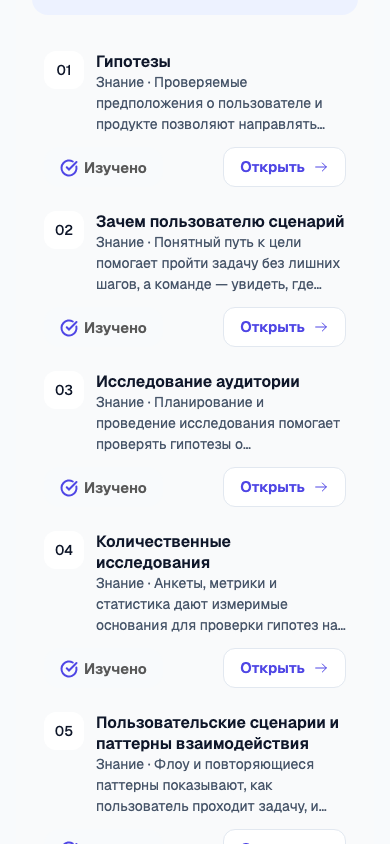 01
Гипотезы
Знание · Проверяемые
предположения о пользователе и
продукте позволяют направлять…
Изучено
Открыть →
02
Зачем пользователю сценарий
Знание · Понятный путь к цели
помогает пройти задачу без лишних
шагов, а команде — увидеть, где…
Изучено
Открыть →
03
Исследование аудитории
Знание · Планирование и
проведение исследования помогает
проверять гипотезы о…
Изучено
Открыть →
04
Количественные
исследования
Знание · Анкеты, метрики и
статистика дают измеримые
основания для проверки гипотез на…
Изучено
Открыть →
05
Пользовательские сценарии и
паттерны взаимодействия
Знание · Флоу и повторяющиеся
паттерны показывают, как
пользователь проходит задачу, и…